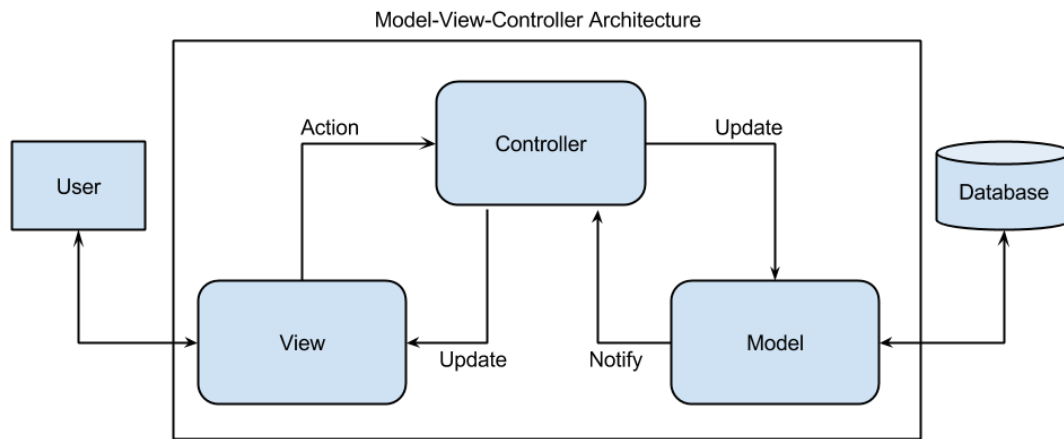 Model-View-Controller Architecture
Action
Controller
Update
User
Database
View
Update
Notify
Model